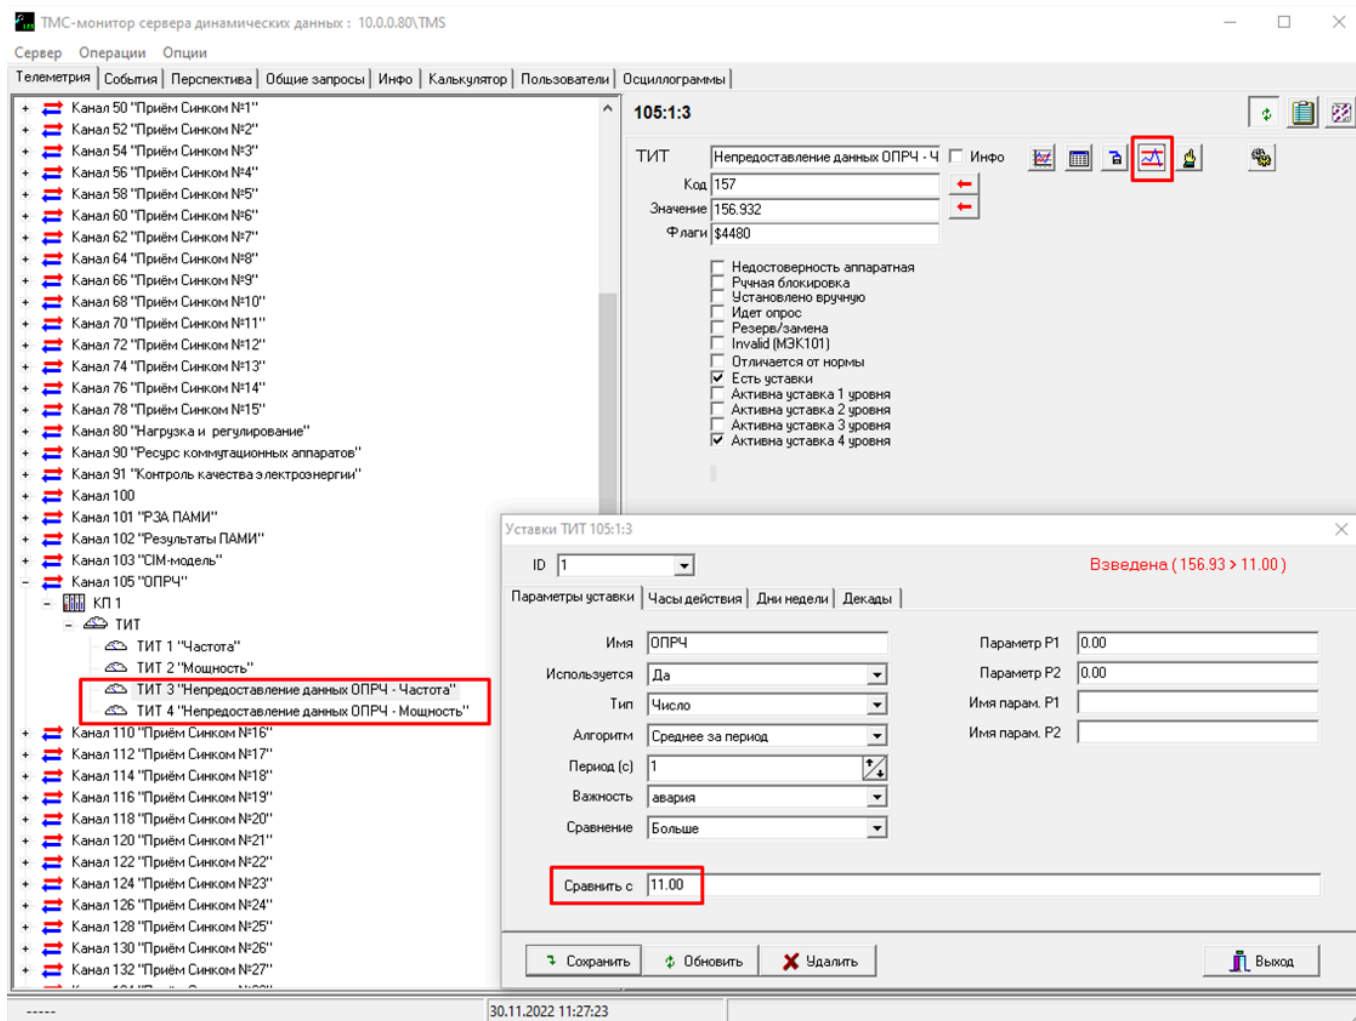 ТМС-монитор сервера динамических данных : 10.0.0.80\TMS
Сервер Операции Опции
Телеметрия События Перспектива Общие запросы Инфо Калькулятор Пользователи Осциллограммы
Канал 50 "Приём Синком №1"
Канал 52 "Приём Синком №2"
Канал 54 "Приём Синком №3"
Канал 56 "Приём Синком №4"
Канал 58 "Приём Синком №5"
Канал 60 "Приём Синком №6"
Канал 62 "Приём Синком №7"
Канал 64 "Приём Синком №8"
Канал 66 "Приём Синком №9"
Канал 68 "Приём Синком №10"
Канал 70 "Приём Синком №11"
Канал 72 "Приём Синком №12"
Канал 74 "Приём Синком №13"
Канал 76 "Приём Синком №14"
Канал 78 "Приём Синком №15"
Канал 80 "Нагрузка и регулирование"
Канал 90 "Ресурс коммутационных аппаратов"
Канал 91 "Контроль качества электроэнергии"
Канал 100
Канал 101 "РЗА ПАМИ"
Канал 102 "Результаты ПАМИ"
Канал 103 "CIM-модель"
Канал 105 "ОПРЧ"
КП 1
ТИТ
ТИТ 1 "Частота"
ТИТ 2 "Мощность"
ТИТ 3 "Непредоставление данных ОПРЧ - Частота"
ТИТ 4 "Непредоставление данных ОПРЧ - Мощность"
Канал 110 "Приём Синком №16"
Канал 112 "Приём Синком №17"
Канал 114 "Приём Синком №18"
Канал 116 "Приём Синком №19"
Канал 118 "Приём Синком №20"
Канал 120 "Приём Синком №21"
Канал 122 "Приём Синком №22"
Канал 124 "Приём Синком №23"
Канал 126 "Приём Синком №24"
Канал 128 "Приём Синком №25"
Канал 130 "Приём Синком №26"
Канал 132 "Приём Синком №27"
105:1:3
ТИТ Непредоставление данных ОПРЧ - Ч Инфо
Код 157
Значение 156.932
Флаги $4480
Недостоверность аппаратная
Ручная блокировка
Установлено вручную
Идет опрос
Резерв/замена
Invalid (МЭК101)
Отличается от нормы
Есть уставки
Активна уставка 1 уровня
Активна уставка 2 уровня
Активна уставка 3 уровня
Активна уставка 4 уровня
Уставки ТИТ 105:1:3
ID 1 Взведена ( 156.93 > 11.00 )
Параметры уставки Часы действия Дни недели Декады
Имя ОПРЧ Параметр P1 0.00
Используется Да Параметр P2 0.00
Тип Число Имя парам. P1
Алгоритм Среднее за период Имя парам. P2
Период (с) 1
Важность авария
Сравнение Больше
Сравнить с 11.00
Сохранить Обновить Удалить Выход
----- 30.11.2022 11:27:23